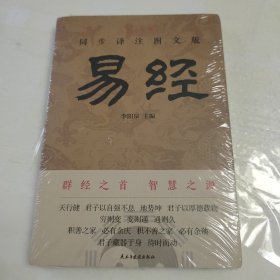 同步译注图文版
易经
李阳泉 主编
群经之首 智慧之源
天行健 君子以自强不息 地势坤 君子以厚德载物
穷则变 变则通 通则久
积善之家 必有余庆 积不善之家 必有余殃
君子藏器于身 待时而动